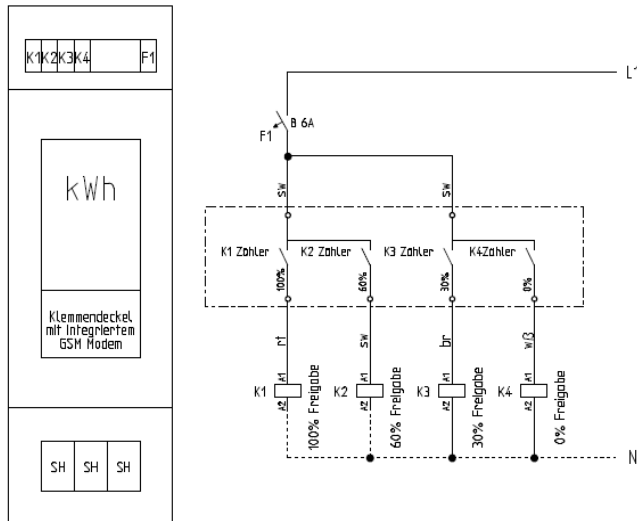 K1 K2 K3 K4 F1
kWh
Klemmendeckel
mit Integriertem
GSM Modem
SH SH SH
L1
B 6A
F1
sw sw
K1 Zähler K2 Zähler K3 Zähler K4Zähler
100% 60% 30% 0%
rt sw br wß
A1 A1 A1 A1
K1 K2 K3 K4
A2 A2 A2 A2
100% Freigabe
60% Freigabe
30% Freigabe
0% Freigabe
N